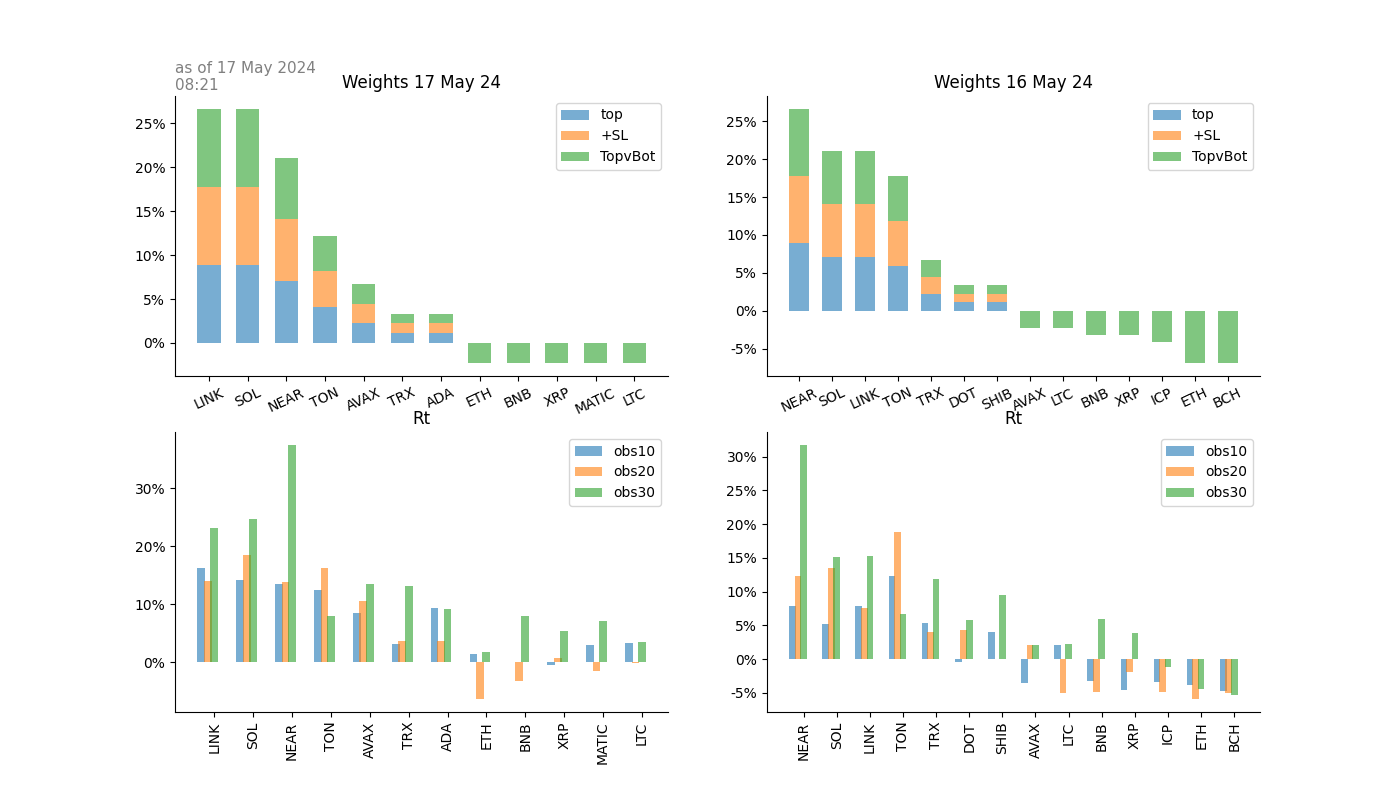 as of 17 May 2024
08:21
Weights 17 May 24
25%
20%
15%
10%
5%
0%
top
+SL
TopvBot
LINK SOL NEAR TON AVAX TRX ADA ETH BNB XRP MATIC LTC
Weights 16 May 24
25%
20%
15%
10%
5%
0%
-5%
top
+SL
TopvBot
NEAR SOL LINK TON TRX DOT SHIB AVAX LTC BNB XRP ICP ETH BCH
Rt
30%
20%
10%
0%
obs10
obs20
obs30
LINK SOL NEAR TON AVAX TRX ADA ETH BNB XRP MATIC LTC
Rt
30%
25%
20%
15%
10%
5%
0%
-5%
obs10
obs20
obs30
NEAR SOL LINK TON TRX DOT SHIB AVAX LTC BNB XRP ICP ETH BCH